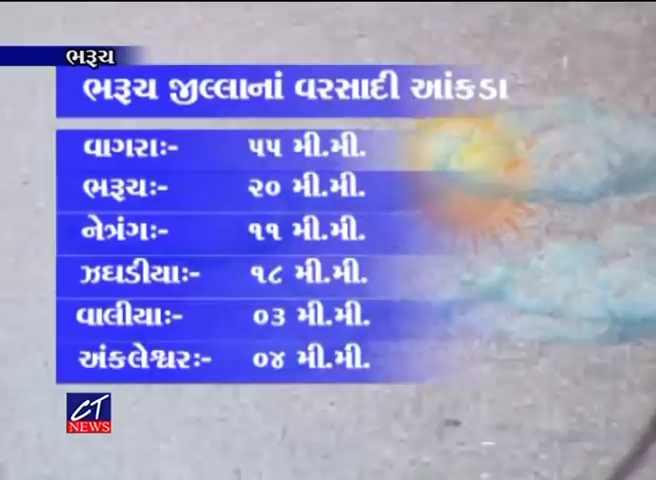 ભરૂચ
ભરૂચ જીલ્લાનાં વરસાદી આંકડા
વાગરાઃ- ૫૫ મી.મી.
ભરૂચઃ- ૨૦ મી.મી.
નેત્રંગઃ- ૧૧ મી.મી.
ઝઘડીયાઃ- ૧૮ મી.મી.
વાલીયાઃ- ૦૩ મી.મી.
અંકલેશ્વરઃ- ૦૪ મી.મી.
CT
NEWS